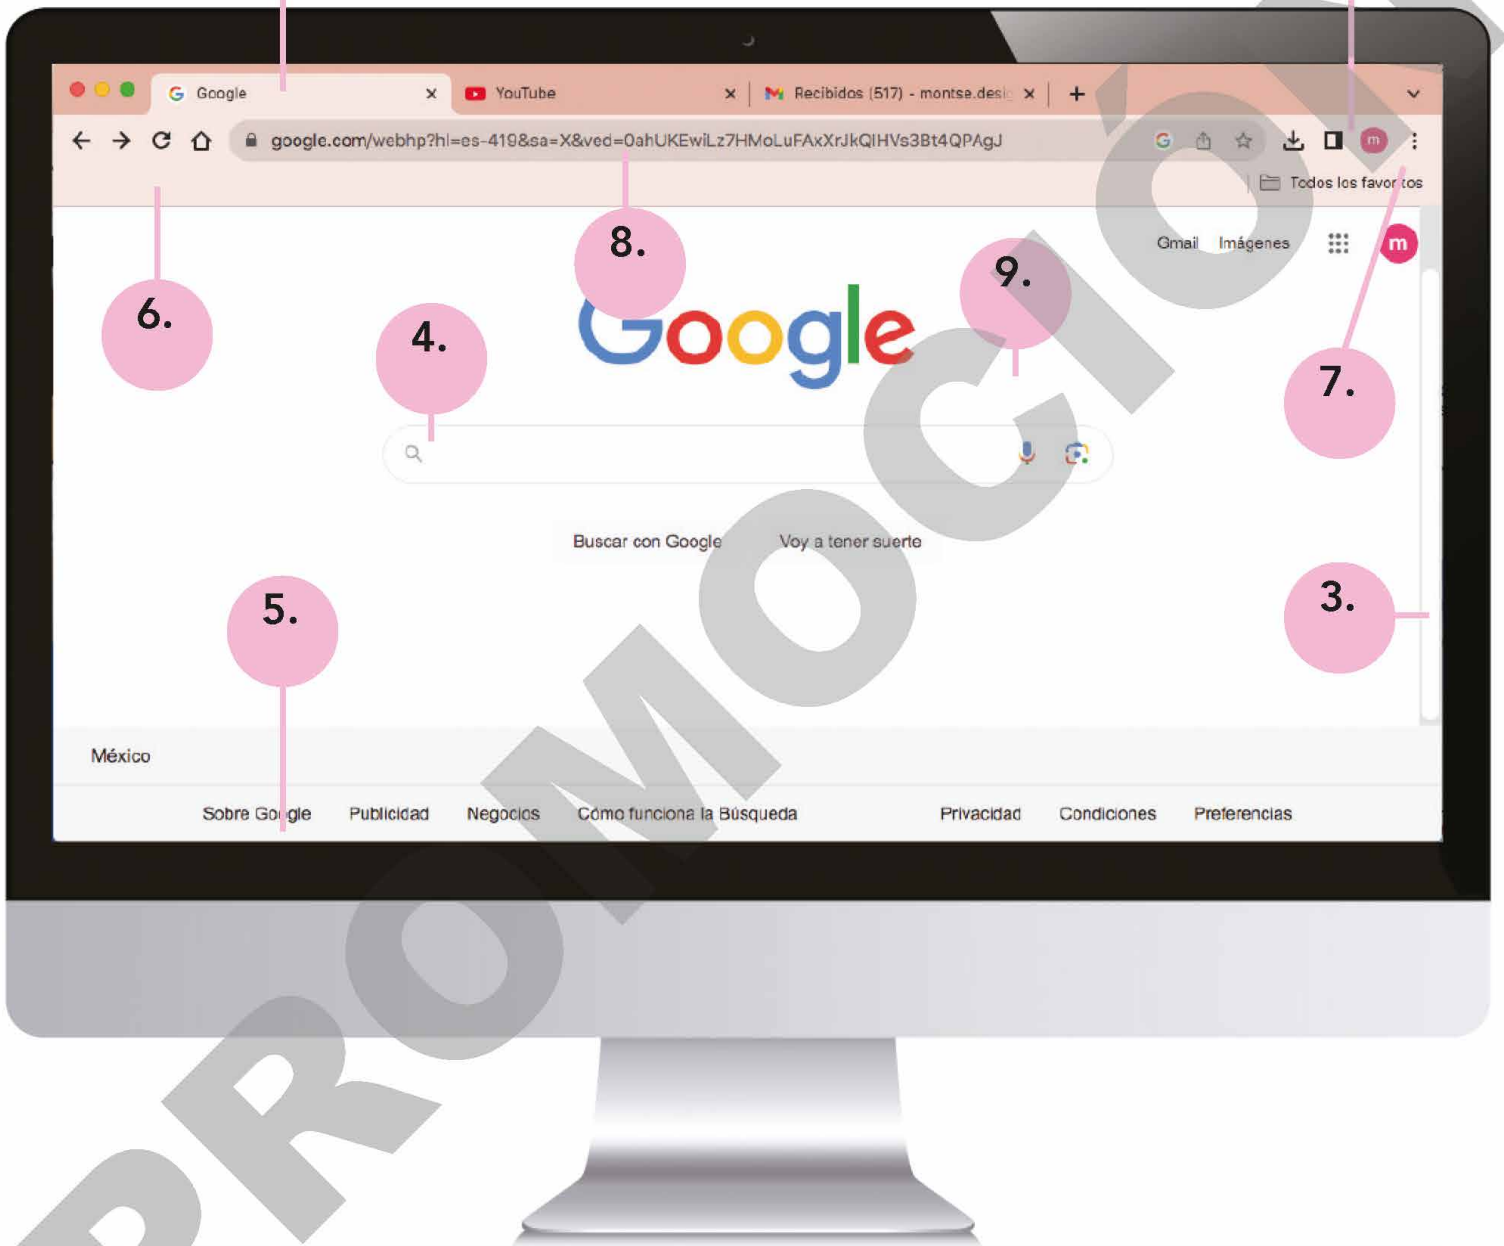 Google YouTube Recibidos (517) - montse.desig
google.com/webhp?hl=es-419&sa=X&ved=0ahUKEwiLz7HMoLuFAxXrJkQIHVs3Bt4QPAgJ m
Todos los favoritos
Gmail Imágenes m
8.
9.
6.
4.
Google
7.
Buscar con Google Voy a tener suerte
5.
3.
México
Sobre Google Publicidad Negocios Cómo funciona la Búsqueda Privacidad Condiciones Preferencias
PROMOCIÓN